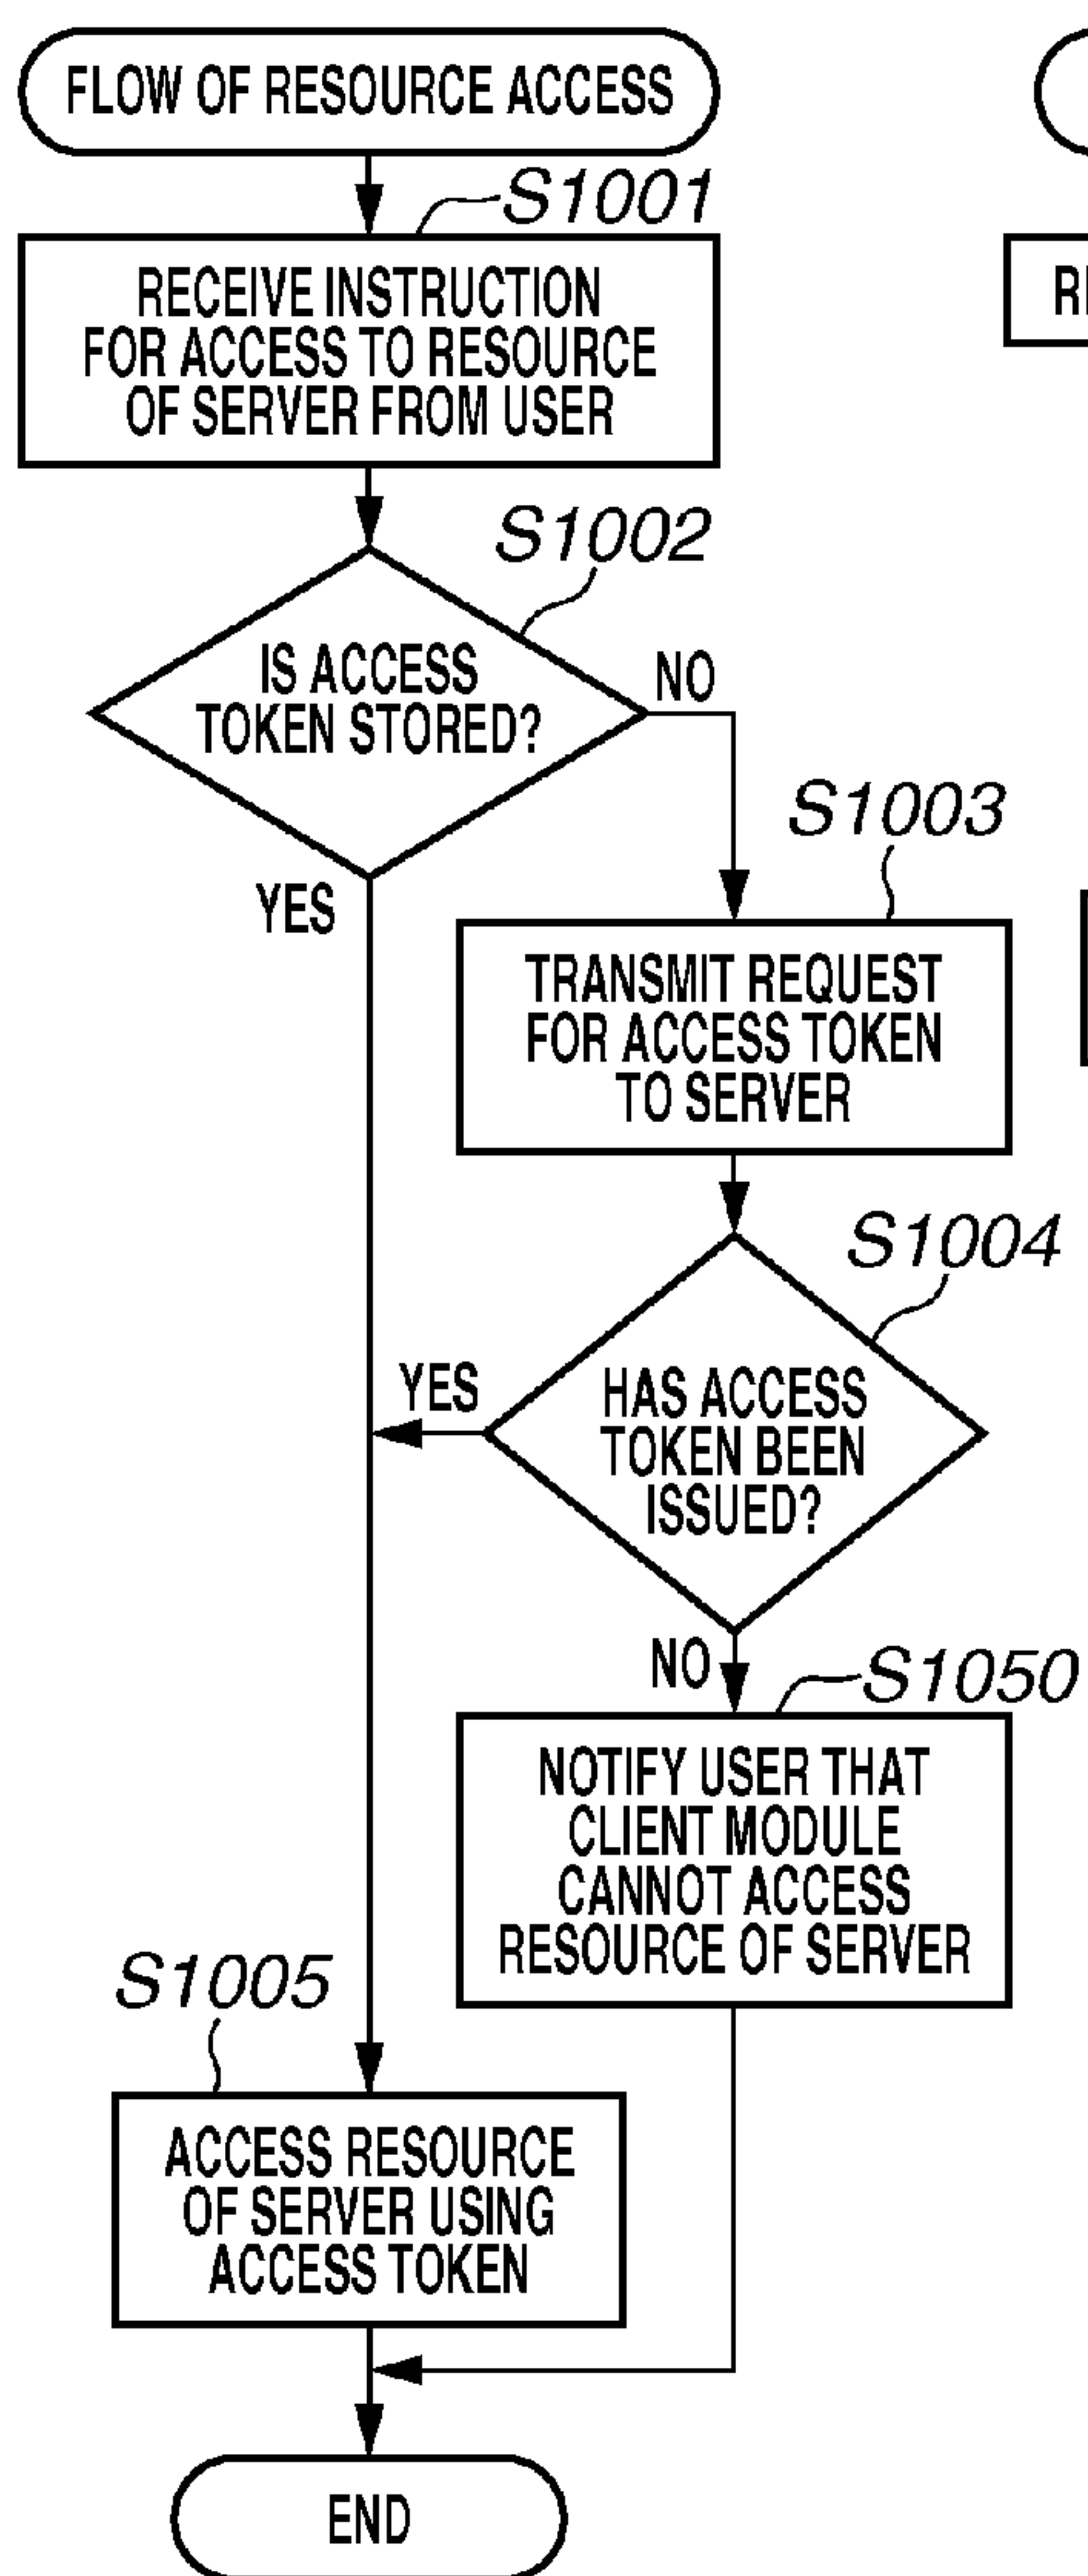 FLOW OF RESOURCE ACCESS
S1001
RECEIVE INSTRUCTION
FOR ACCESS TO RESOURCE
OF SERVER FROM USER
S1002
IS ACCESS
TOKEN STORED?
NO
YES
S1003
TRANSMIT REQUEST
FOR ACCESS TOKEN
TO SERVER
S1004
HAS ACCESS
TOKEN BEEN
ISSUED?
YES
NO
S1050
NOTIFY USER THAT
CLIENT MODULE
CANNOT ACCESS
RESOURCE OF SERVER
S1005
ACCESS RESOURCE
OF SERVER USING
ACCESS TOKEN
END